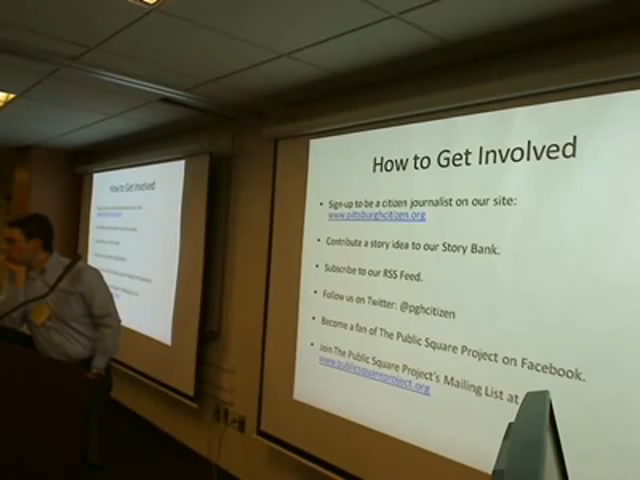 How to Get Involved
• Sign-up to be a citizen journalist on our site:
www.pittsburghcitizen.org
• Contribute a story idea to our Story Bank.
• Subscribe to our RSS Feed.
• Follow us on Twitter: @pghcitizen
• Become a fan of The Public Square Project on Facebook.
• Join The Public Square Project's Mailing List at
www.publicsquareproject.org
How to Get Involved